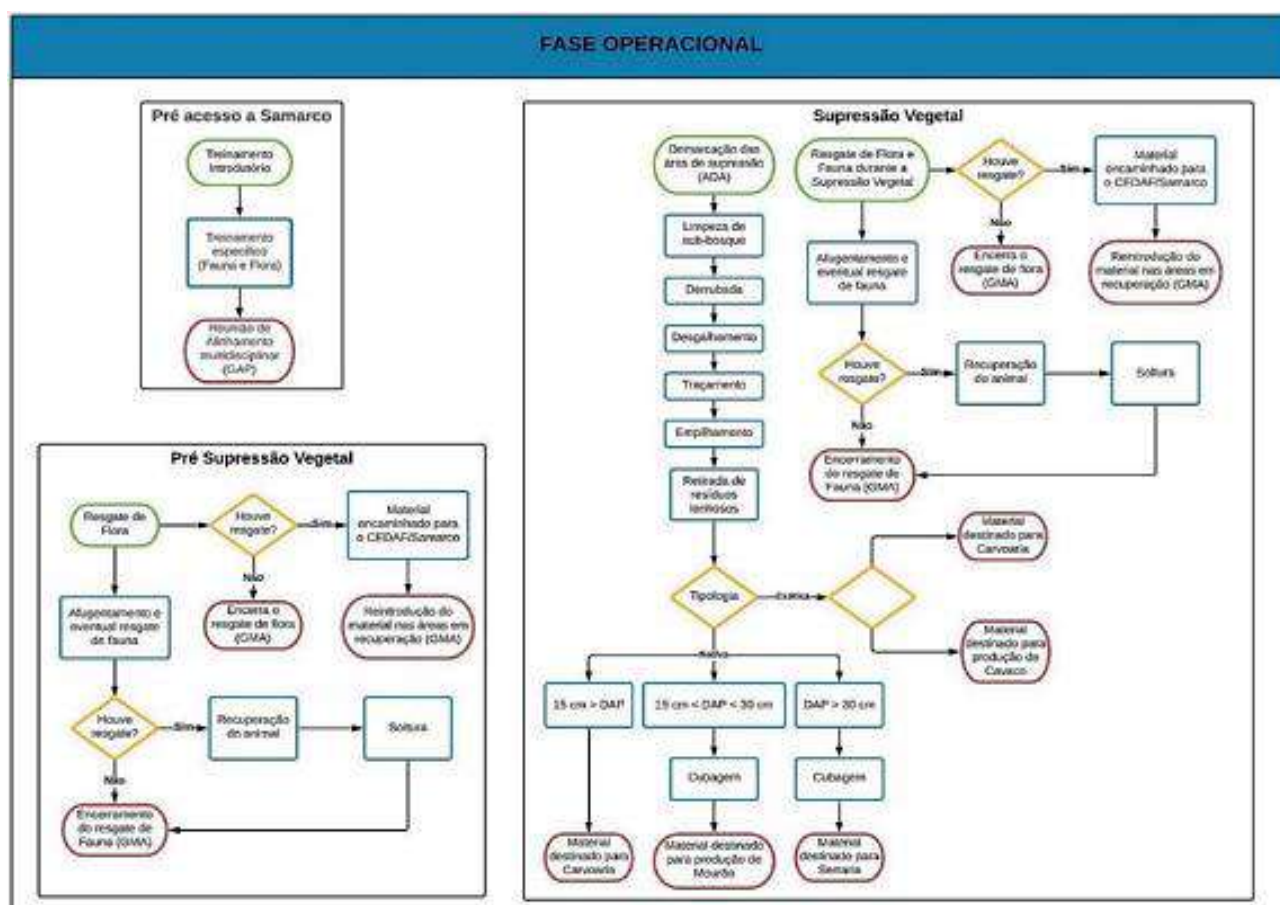 FASE OPERACIONAL
Pré acesso a Samarco
Treinamento
Introdutório
Treinamento
específico
(Fauna e Flora)
Reunião de
Alinhamento
multidisciplinar
(GAP)
Pré Supressão Vegetal
Resgate de
Flora
Houve
resgate?
Sim
Material
encaminhado para
o CEDAF/Samarco
Não
Encerra o
resgate de flora
(GMA)
Reintrodução do
material nas áreas em
recuperação (GMA)
Afugentamento e
eventual resgate
de fauna
Houve
resgate?
Sim
Recuperação
do animal
Soltura
Não
Encerramento
do resgate de
Fauna (GMA)
Supressão Vegetal
Demarcação das
área de supressão
(ADA)
Limpeza de
sub-bosque
Derrubada
Desgalhamento
Traçamento
Empilhamento
Retirada de
resíduos
lenhosos
Tipologia
Resgate de Flora e
Fauna durante a
Supressão Vegetal
Houve
resgate?
Sim
Material
encaminhado para
o CEDAF/Samarco
Não
Encerra o
resgate de flora
(GMA)
Reintrodução do
material nas áreas em
recuperação (GMA)
Afugentamento e
eventual resgate
de fauna
Houve
resgate?
Sim
Recuperação
do animal
Soltura
Não
Encerramento
do resgate de
Fauna (GMA)
Material
destinado para
Carvoaria
Material
destinado para
produção de
Cavaco
15 cm > DAP
15 cm < DAP < 30 cm
DAP > 30 cm
Cubagem
Cubagem
Material
destinado para
Carvoaria
Material destinado
para produção de
Mourão
Material
destinado para
Serraria